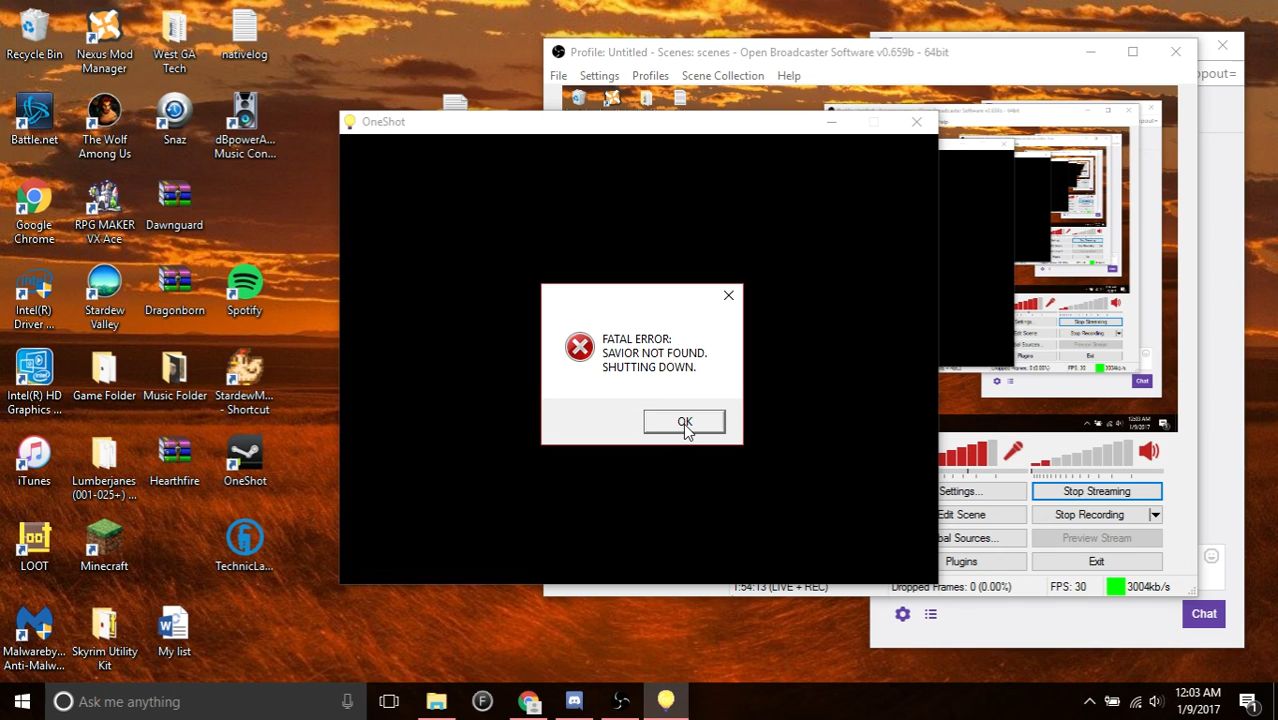 Recycle Bin
Nexus Mod
Manager
West GA
Tech
nativelog
Battle.net
The Wolf
Among Us
Snaz
dBpowerA...
Music Con...
Google
Chrome
RPG MAKER
VX Ace
Dawnguard
Intel(R)
Driver ...
Stardew
Valley
Dragonborn
Spotify
Intel(R) HD
Graphics ...
Game Folder
Music Folder
StardewM...
- Shortcut
iTunes
Lumberjanes
(001-025+) ...
Hearthfire
OneShot
LOOT
Minecraft
TechnicLa...
Malwareby...
Anti-Malw...
Skyrim Utility
Kit
My list
Profile: Untitled - Scenes: scenes - Open Broadcaster Software v0.659b - 64bit
File Settings Profiles Scene Collection Help
opout=
OneShot
FATAL ERROR:
SAVIOR NOT FOUND.
SHUTTING DOWN.
OK
Settings...
Stop Streaming
Edit Scene
Stop Recording
bal Sources...
Preview Stream
Plugins
Exit
1:54:13 (LIVE + REC)
Dropped Frames: 0 (0.00%)
FPS: 30
3004kb/s
Chat
Ask me anything
12:03 AM
1/9/2017